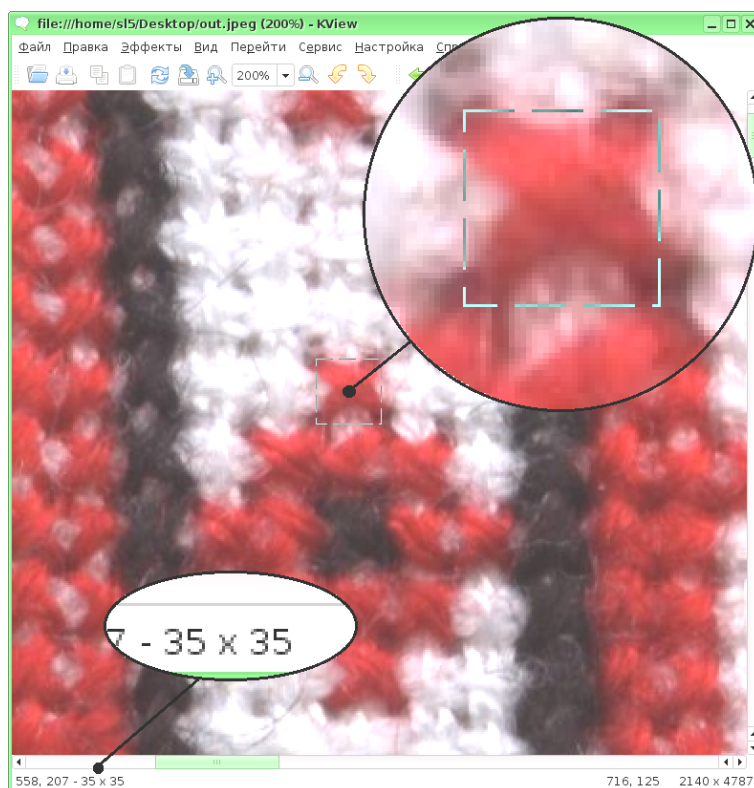 file:///home/sl5/Desktop/out.jpeg (200%) - KView
Файл Правка Эффекты Вид Перейти Сервис Настройка
200%
7 - 35 x 35
558, 207 - 35 x 35 716, 125 2140 x 4787